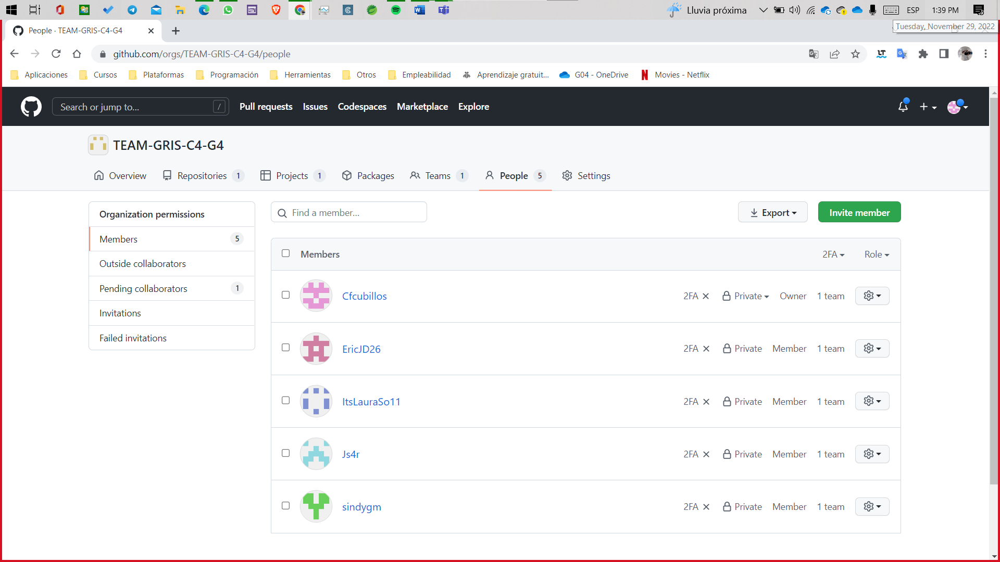 Lluvia próxima
ESP
1:39 PM
People · TEAM-GRIS-C4-G4
Tuesday, November 29, 2022
github.com/orgs/TEAM-GRIS-C4-G4/people
Aplicaciones
Cursos
Plataformas
Programación
Herramientas
Otros
Empleabilidad
Aprendizaje gratuit...
G04 - OneDrive
Movies - Netflix
Search or jump to...
/
Pull requests
Issues
Codespaces
Marketplace
Explore
TEAM-GRIS-C4-G4
Overview
Repositories 1
Projects 1
Packages
Teams 1
People 5
Settings
Organization permissions
Members 5
Outside collaborators
Pending collaborators 1
Invitations
Failed invitations
Find a member...
Export
Invite member
Members
2FA
Role
Cfcubillos 2FA Private Owner 1 team
EricJD26 2FA Private Member 1 team
ItsLauraSo11 2FA Private Member 1 team
Js4r 2FA Private Member 1 team
sindygm 2FA Private Member 1 team